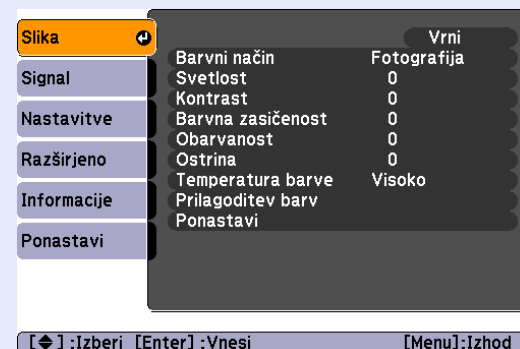 Slika
Signal
Nastavitve
Razširjeno
Informacije
Ponastavi
Vrni
Barvni način Fotografija
Svetlost 0
Kontrast 0
Barvna zasičenost 0
Obarvanost 0
Ostrina 0
Temperatura barve Visoko
Prilagoditev barv
Ponastavi
[◆] :Izberi [Enter] :Vnesi [Menu]:Izhod